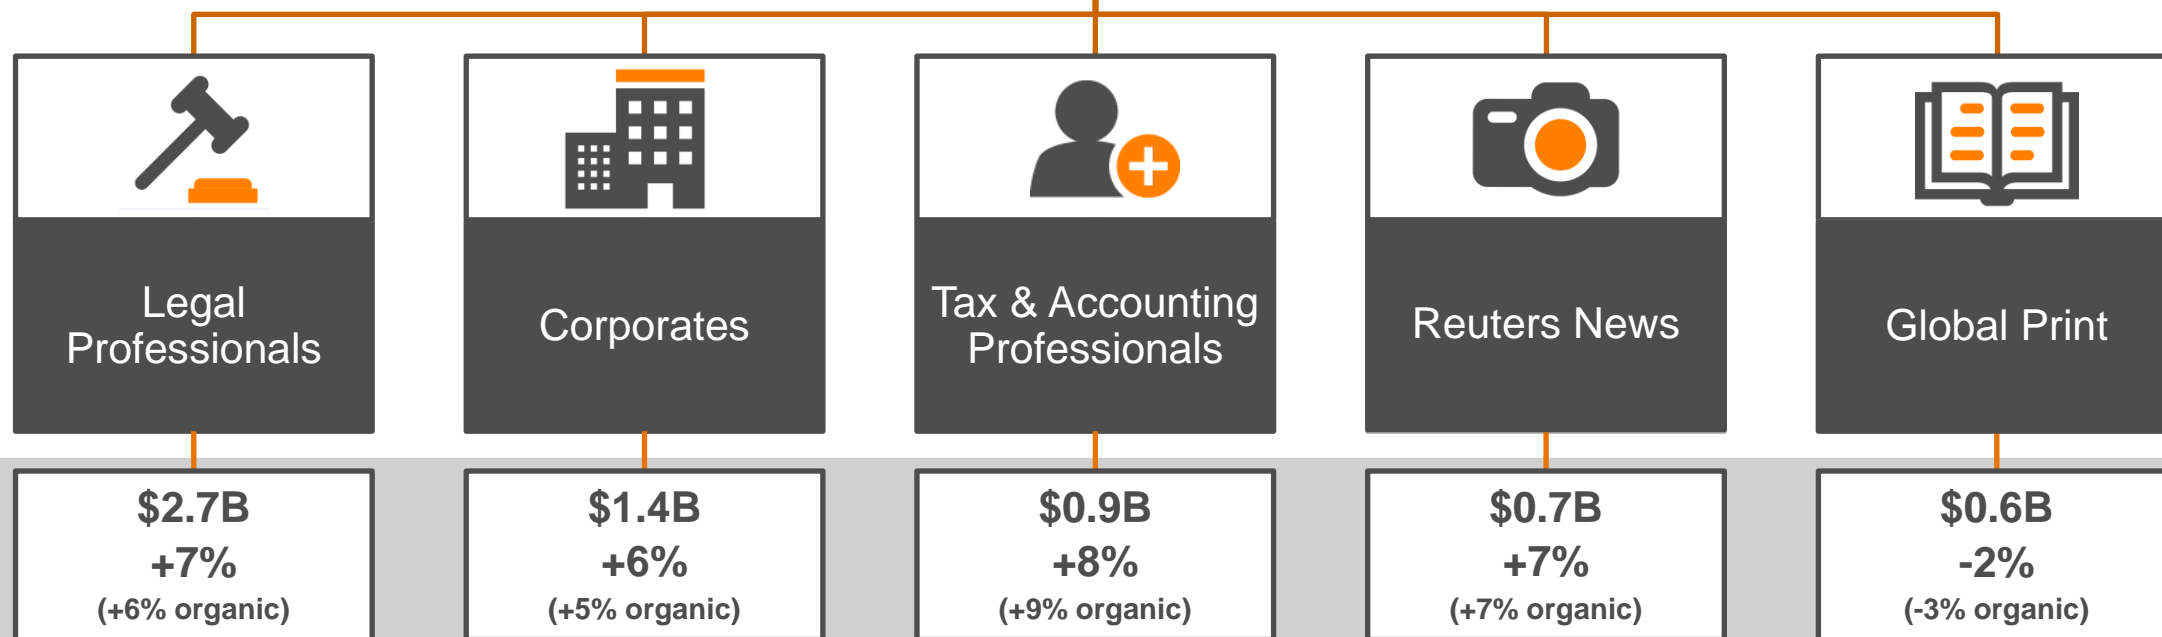 Legal
Professionals
Corporates
Tax & Accounting
Professionals
Reuters News
Global Print
$2.7B
+7%
(+6% organic)
$1.4B
+6%
(+5% organic)
$0.9B
+8%
(+9% organic)
$0.7B
+7%
(+7% organic)
$0.6B
-2%
(-3% organic)